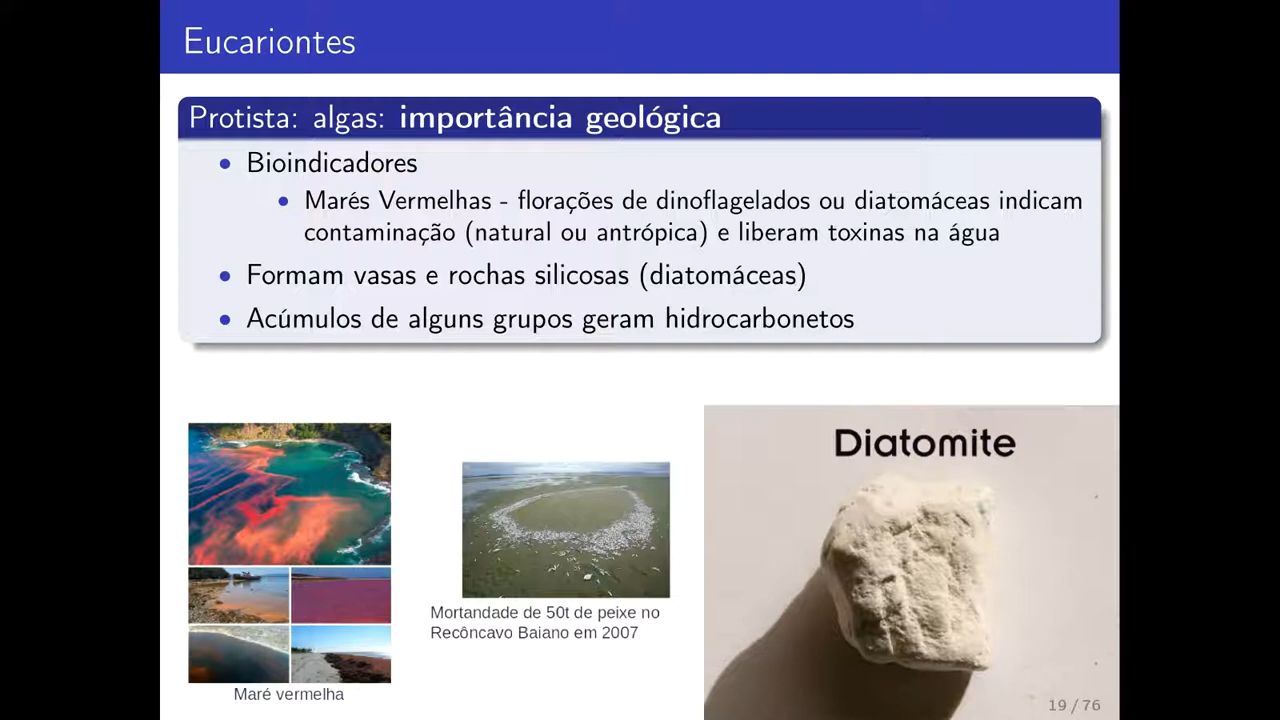 Eucariontes
Protista: algas: importância geológica
Bioindicadores
Marés Vermelhas - florações de dinoflagelados ou diatomáceas indicam
contaminação (natural ou antrópica) e liberam toxinas na água
Formam vasas e rochas silicosas (diatomáceas)
Acúmulos de alguns grupos geram hidrocarbonetos
Diatomite
Mortandade de 50t de peixe no
Recôncavo Baiano em 2007
Maré vermelha
19 / 76